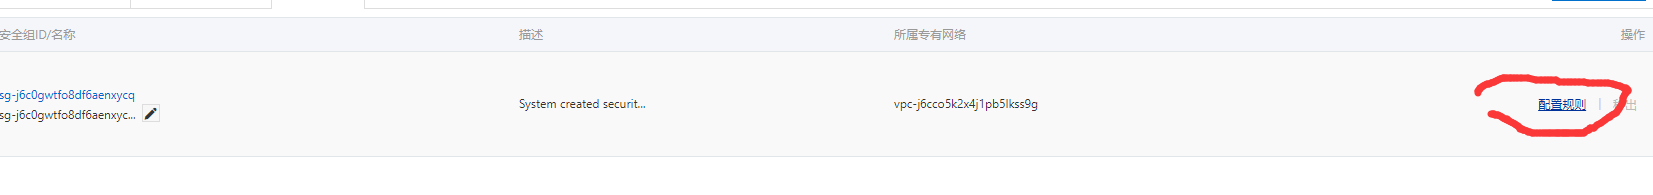 安全组ID/名称 描述 所属专有网络 操作
sg-j6c0gwtfo8df6aenxycq
System created securit... vpc-j6cco5k2x4j1pb5lkss9g 配置规则 | 出
sg-j6c0gwtfo8df6aenxyc...